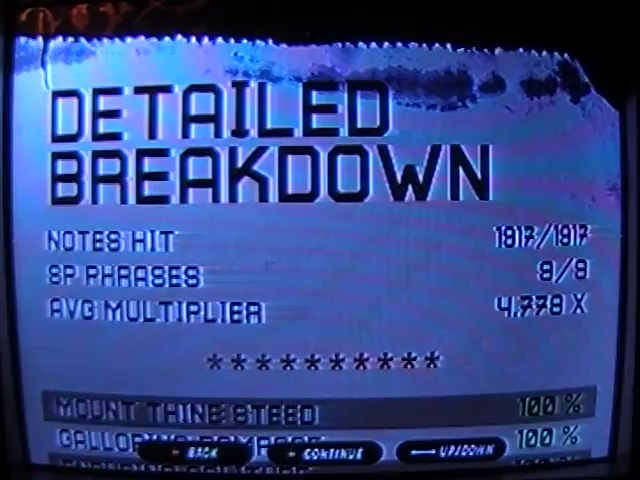 DETAILED
BREAKDOWN
NOTES HIT 1917/1917
SP PHRASES 9/9
AVG MULTIPLIER 4.778 X
**********
MOUNT THINE STEED 100 %
100 %
BACK CONTINUE UP/DOWN